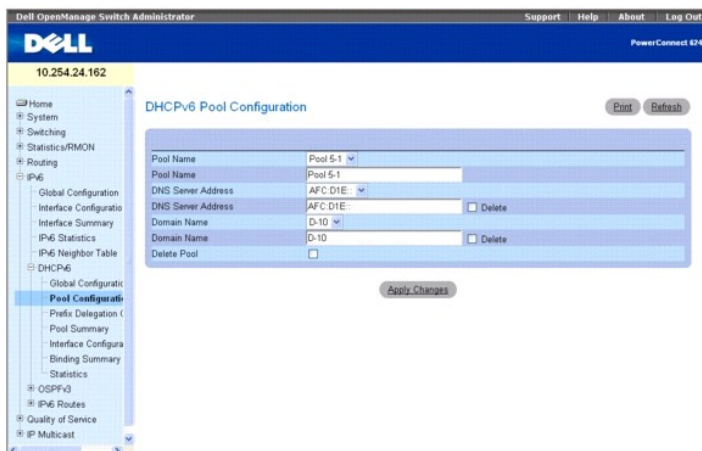 Dell OpenManage Switch Administrator
Support Help About Log Out
DELL
PowerConnect 624
10.254.24.162
Home
System
Switching
Statistics/RMON
Routing
IPv6
Global Configuration
Interface Configuratio
Interface Summary
IPv6 Statistics
IPv6 Neighbor Table
DHCPv6
Global Configuratic
Pool Configuratio
Prefix Delegation C
Pool Summary
Interface Configura
Binding Summary
Statistics
OSPFv3
IPv6 Routes
Quality of Service
IP Multicast
DHCPv6 Pool Configuration
Print Refresh
Pool Name Pool 5-1
Pool Name Pool 5-1
DNS Server Address AFC:D1E::
DNS Server Address AFC:D1E:: Delete
Domain Name D-10
Domain Name D-10 Delete
Delete Pool
Apply Changes